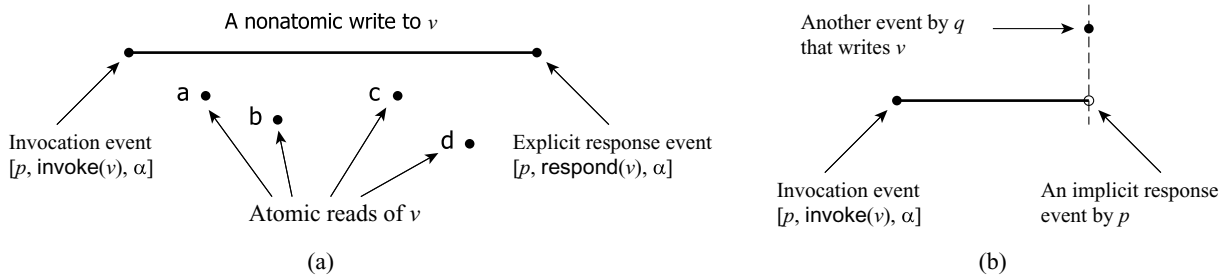 A nonatomic write to v
a
b
c
d
Invocation event
[p, invoke(v), α]
Explicit response event
[p, respond(v), α]
Atomic reads of v
(a)
Another event by q
that writes v
Invocation event
[p, invoke(v), α]
An implicit response
event by p
(b)